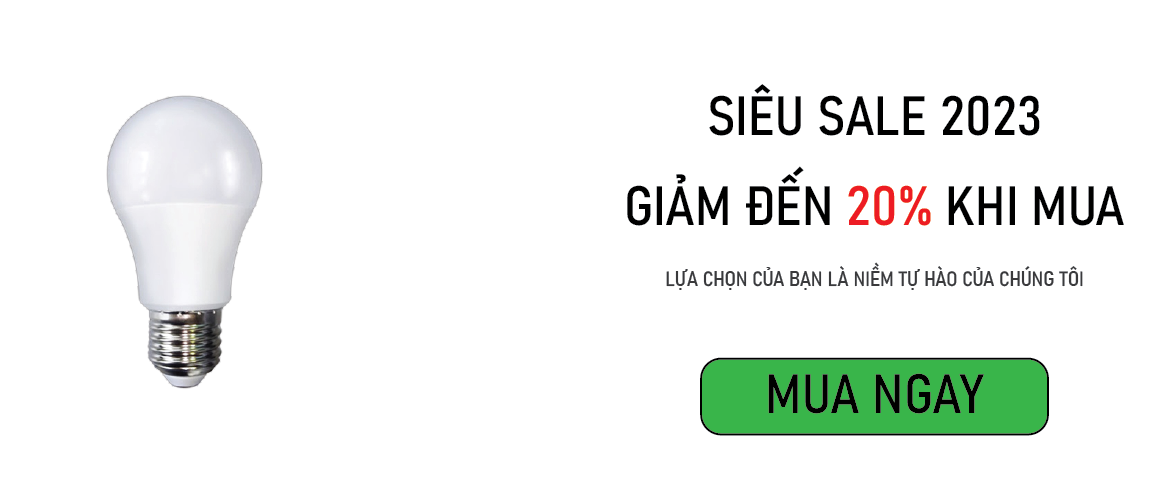 SIÊU SALE 2023
GIẢM ĐẾN 20% KHI MUA
LỰA CHỌN CỦA BẠN LÀ NIỀM TỰ HÀO CỦA CHÚNG TÔI
MUA NGAY